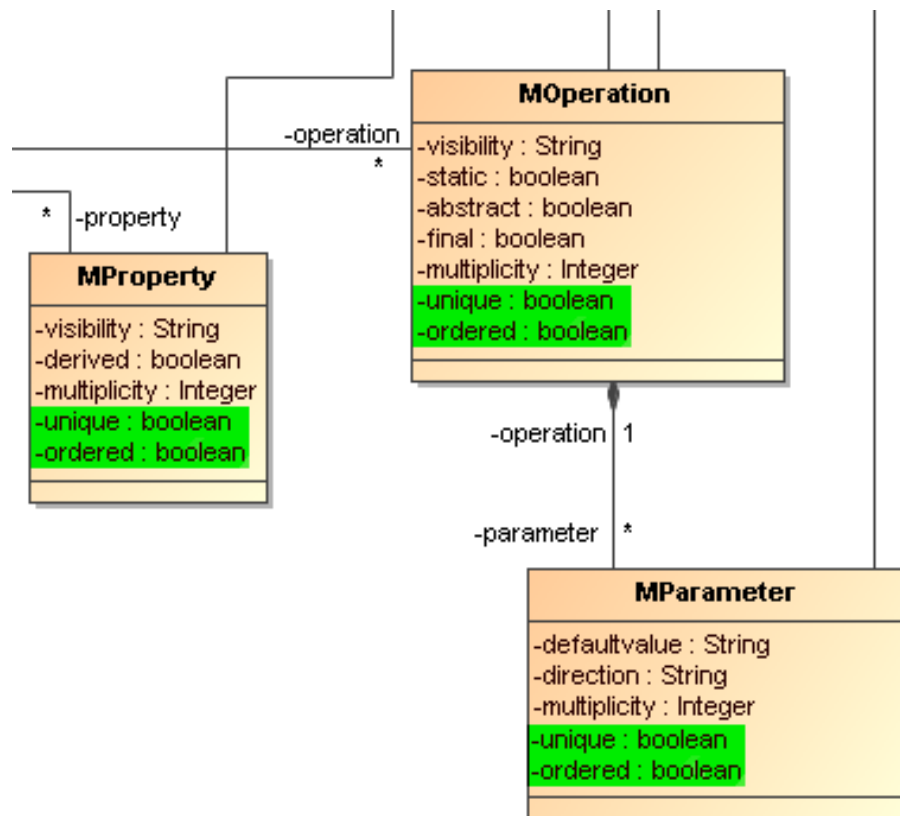 MOperation
-operation
*
-visibility : String
-static : boolean
-abstract : boolean
-final : boolean
-multiplicity : Integer
-unique : boolean
-ordered : boolean
* -property
MProperty
-visibility : String
-derived : boolean
-multiplicity : Integer
-unique : boolean
-ordered : boolean
-operation 1
-parameter *
MParameter
-defaultvalue : String
-direction : String
-multiplicity : Integer
-unique : boolean
-ordered : boolean